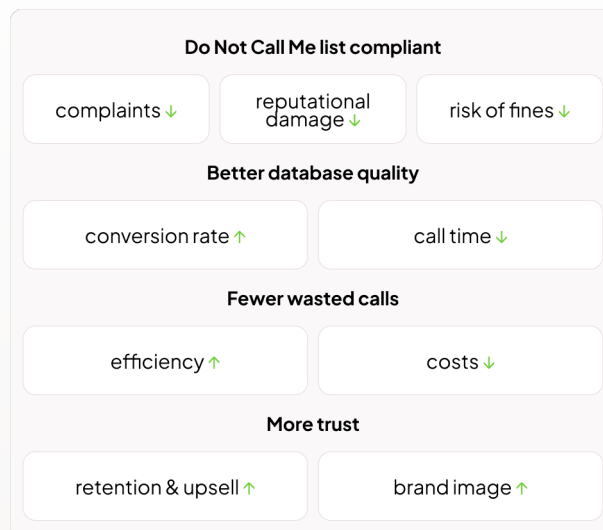 Do Not Call Me list compliant
complaints ↓
reputational
damage ↓
risk of fines ↓
Better database quality
conversion rate ↑
call time ↓
Fewer wasted calls
efficiency ↑
costs ↓
More trust
retention & upsell ↑
brand image ↑